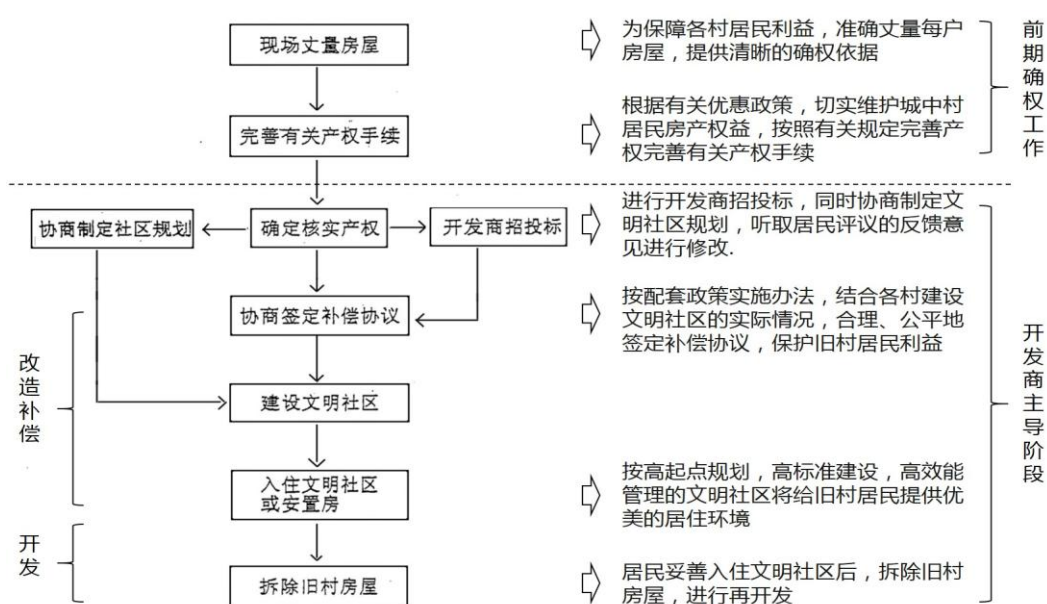 现场丈量房屋
为保障各村居民利益，准确丈量每户
房屋，提供清晰的确权依据
前期确权工作
完善有关产权手续
根据有关优惠政策，切实维护城中村
居民房产权益，按照有关规定完善产
权完善有关产权手续
协商制定社区规划
确定核实产权
开发商招投标
进行开发商招投标，同时协商制定文
明社区规划，听取居民评议的反馈意
见进行修改.
协商签定补偿协议
按配套政策实施办法，结合各村建设
文明社区的实际情况，合理、公平地
签定补偿协议，保护旧村居民利益
改造补偿
开发商主导阶段
建设文明社区
入住文明社区
或安置房
按高起点规划，高标准建设，高效能
管理的文明社区将给旧村居民提供优
美的居住环境
开发
拆除旧村房屋
居民妥善入住文明社区后，拆除旧村
房屋，进行再开发